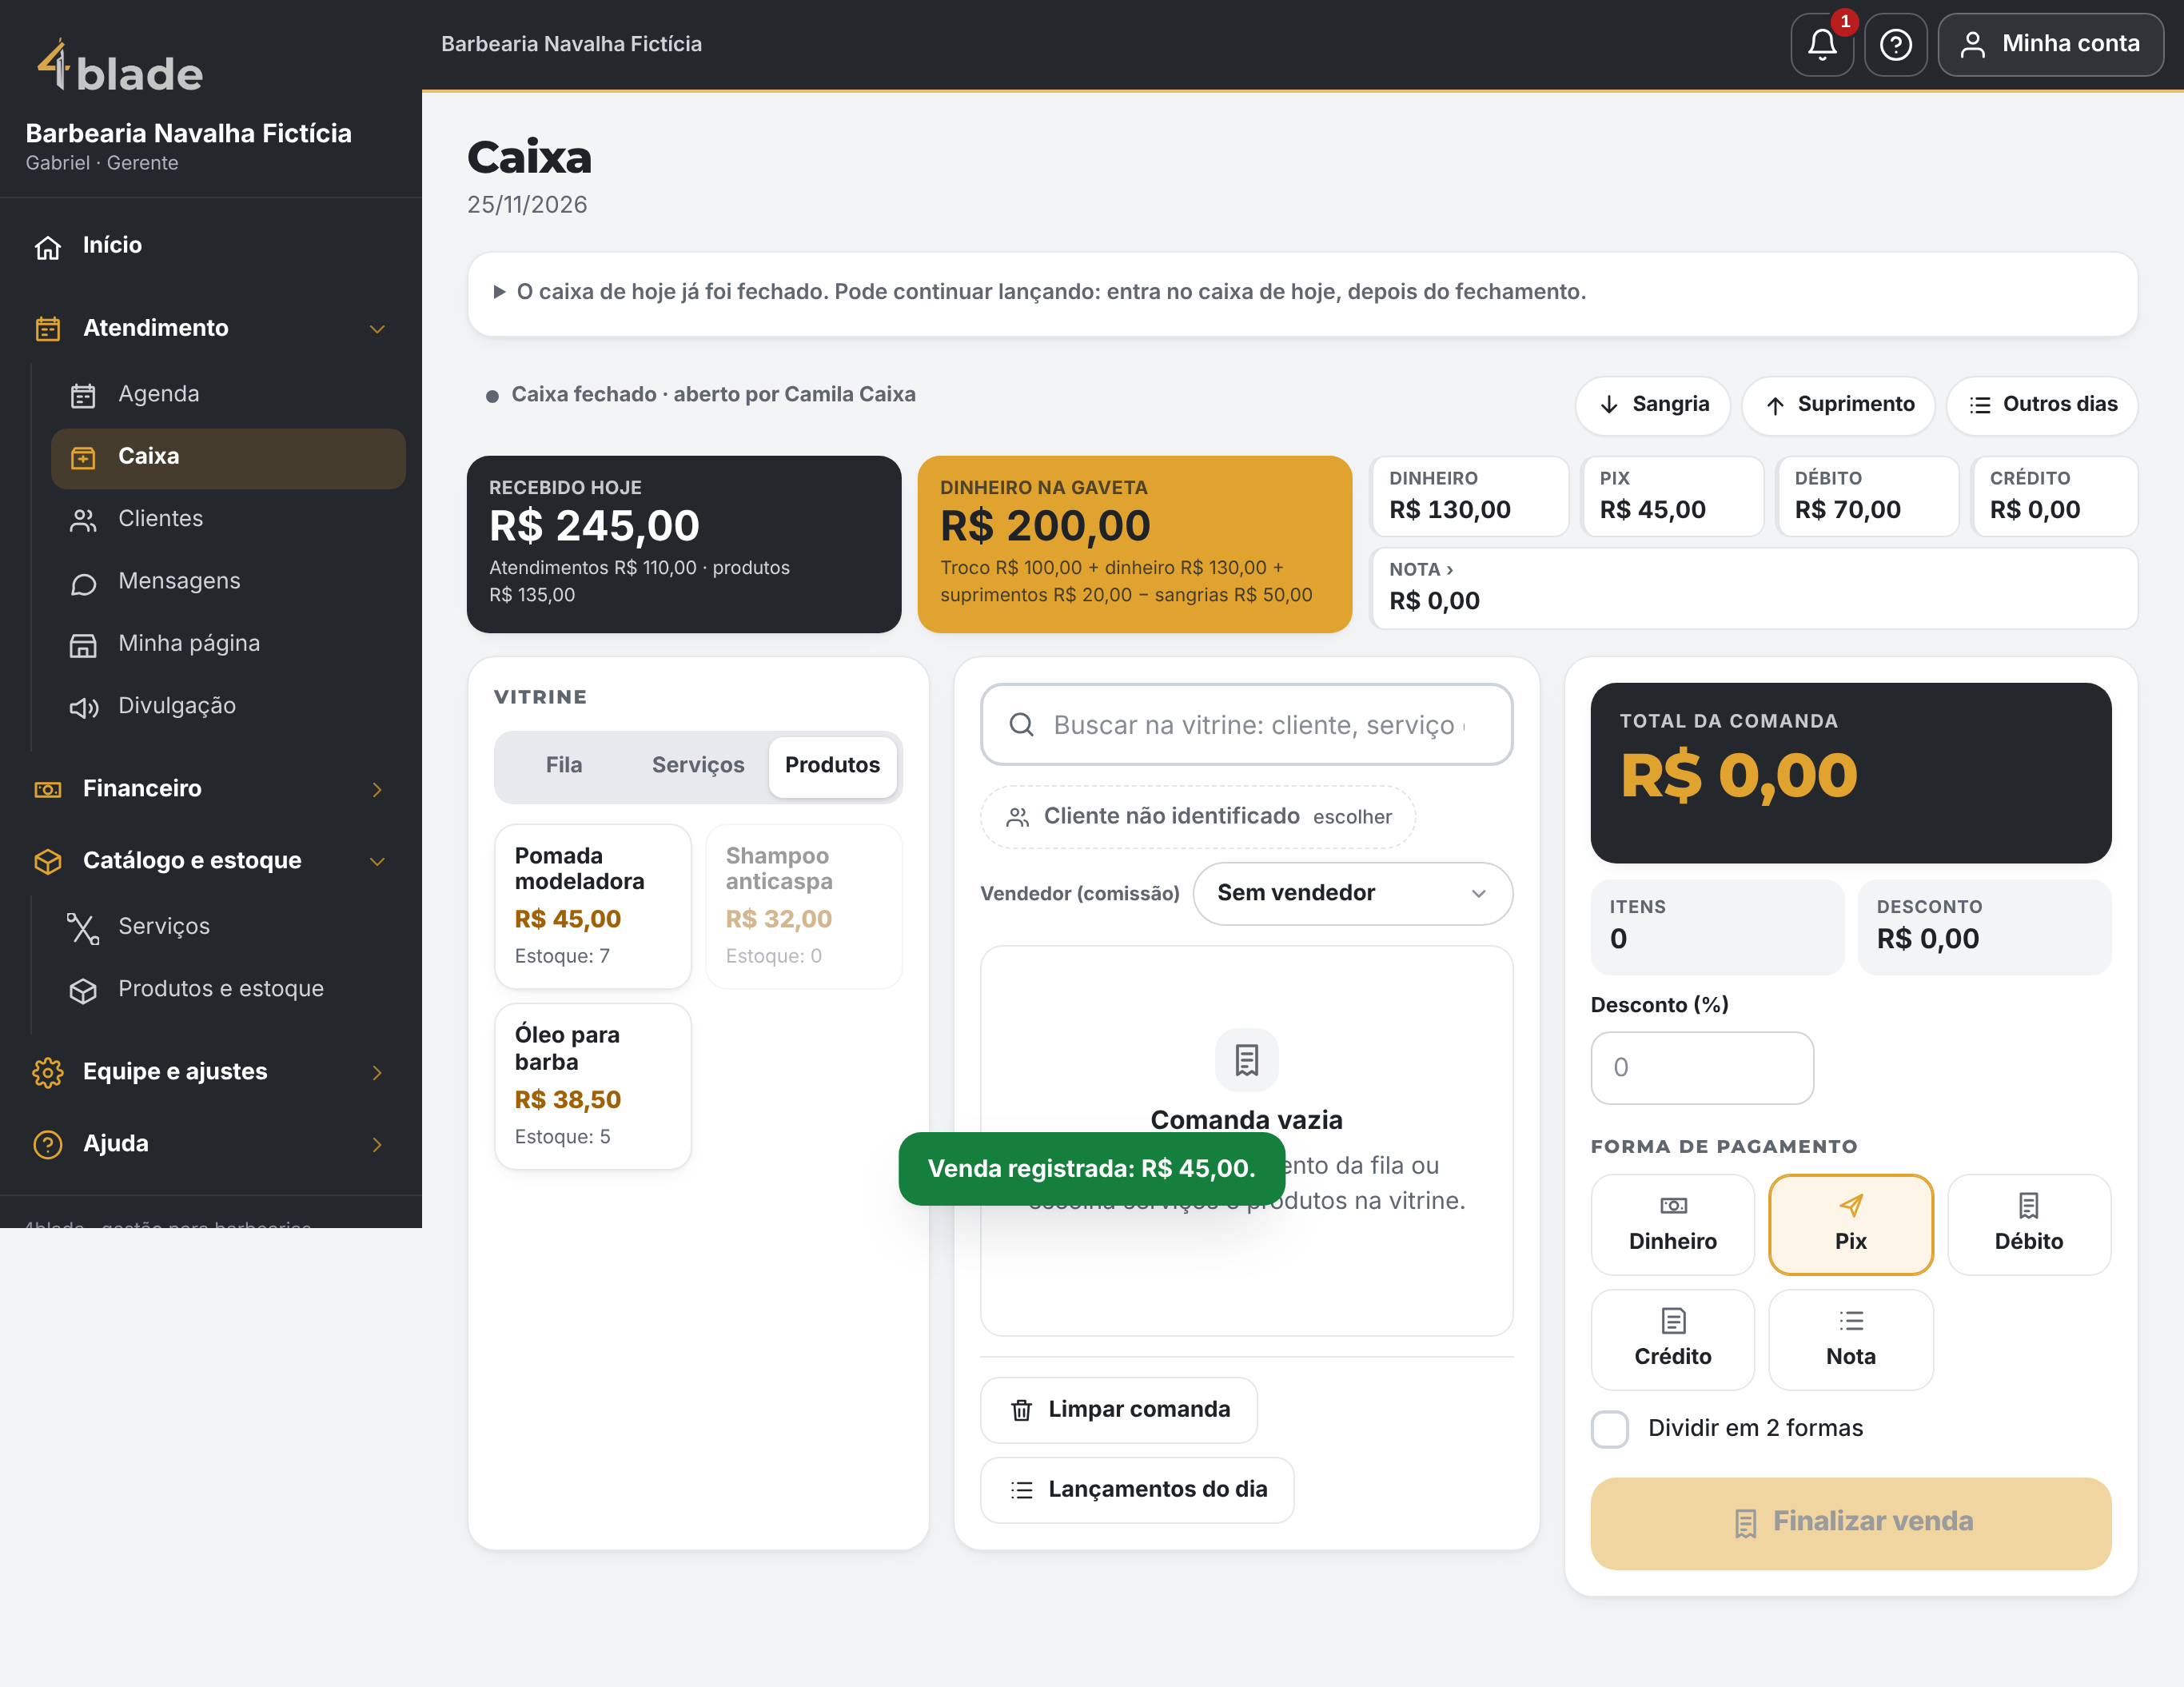 4blade
Barbearia Navalha Fictícia
Gabriel · Gerente
Início
Atendimento
Agenda
Caixa
Clientes
Mensagens
Minha página
Divulgação
Financeiro
Catálogo e estoque
Serviços
Produtos e estoque
Equipe e ajustes
Ajuda
4blade · gestão para barbearias
Barbearia Navalha Fictícia
1
Minha conta
Caixa
25/11/2026
▶ O caixa de hoje já foi fechado. Pode continuar lançando: entra no caixa de hoje, depois do fechamento.
Caixa fechado · aberto por Camila Caixa
Sangria
Suprimento
Outros dias
RECEBIDO HOJE
R$ 245,00
Atendimentos R$ 110,00 · produtos
R$ 135,00
DINHEIRO NA GAVETA
R$ 200,00
Troco R$ 100,00 + dinheiro R$ 130,00 +
suprimentos R$ 20,00 − sangrias R$ 50,00
DINHEIRO
R$ 130,00
PIX
R$ 45,00
DÉBITO
R$ 70,00
CRÉDITO
R$ 0,00
NOTA ›
R$ 0,00
VITRINE
Fila
Serviços
Produtos
Pomada
modeladora
R$ 45,00
Estoque: 7
Shampoo
anticaspa
R$ 32,00
Estoque: 0
Óleo para
barba
R$ 38,50
Estoque: 5
Buscar na vitrine: cliente, serviço
Cliente não identificado escolher
Vendedor (comissão)
Sem vendedor
Comanda vazia
da fila ou
na vitrine.
Venda registrada: R$ 45,00.
Limpar comanda
Lançamentos do dia
TOTAL DA COMANDA
R$ 0,00
ITENS
0
DESCONTO
R$ 0,00
Desconto (%)
0
FORMA DE PAGAMENTO
Dinheiro
Pix
Débito
Crédito
Nota
Dividir em 2 formas
Finalizar venda